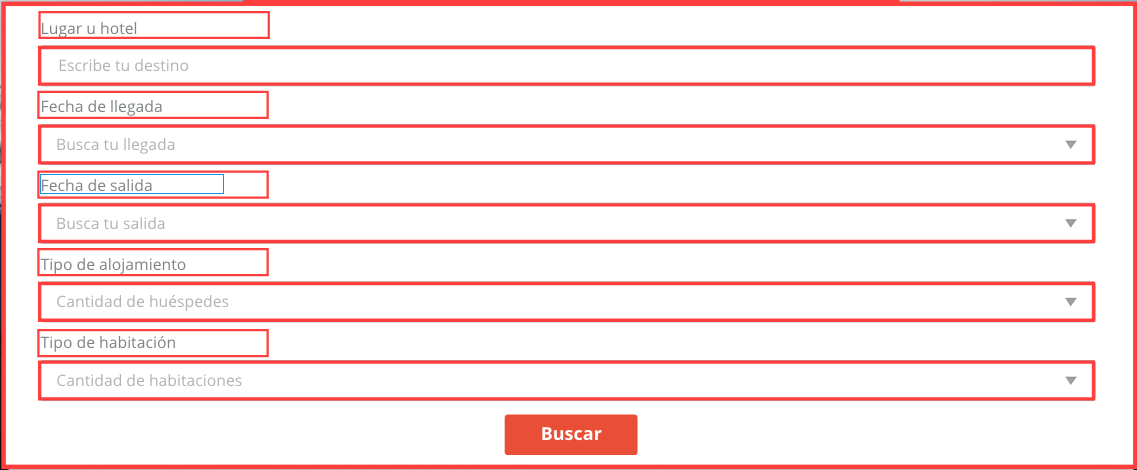 Lugar u hotel
Escribe tu destino
Fecha de llegada
Busca tu llegada
Fecha de salida
Busca tu salida
Tipo de alojamiento
Cantidad de huéspedes
Tipo de habitación
Cantidad de habitaciones
Buscar